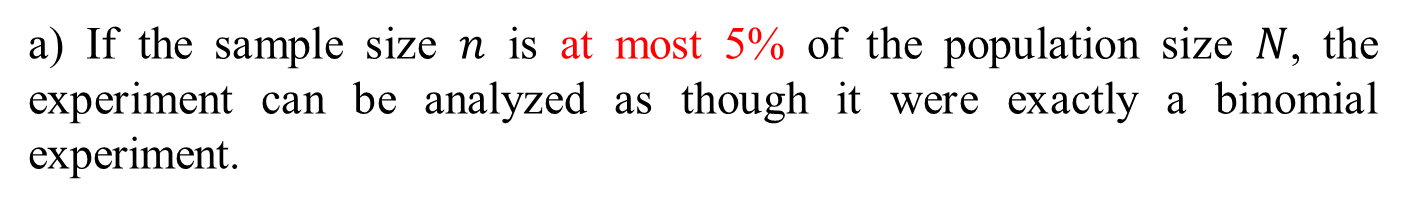 a) If the sample size n is at most 5% of the population size N, the
experiment can be analyzed as though it were exactly a binomial
experiment.